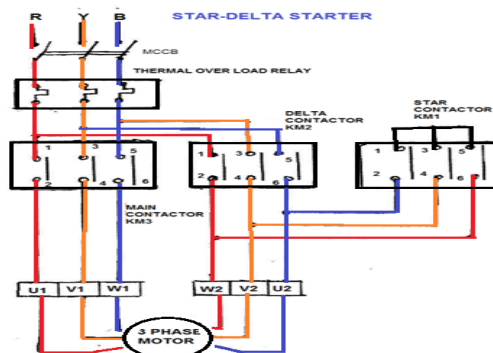 R Y B STAR-DELTA STARTER
MCCB
THERMAL OVER LOAD RELAY
DELTA
CONTACTOR
KM2
STAR
CONTACTOR
KM1
1 3 5 1 3 5 1 3 5
2 4 6 2 4 6 2 4 6
MAIN
CONTACTOR
KM3
U1 V1 W1 W2 V2 U2
3 PHASE
MOTOR